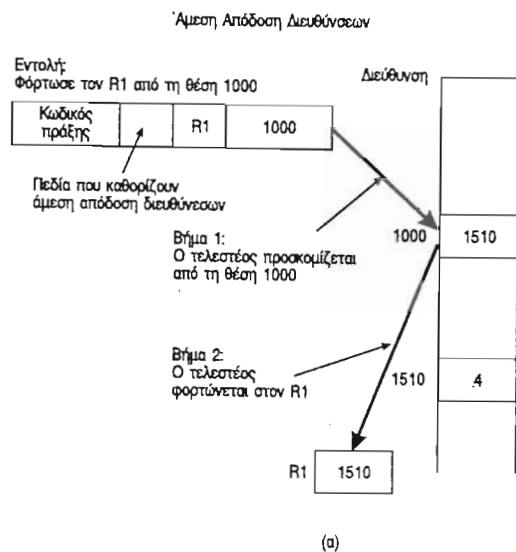 Άμεση Απόδοση Διευθύνσεων
Εντολή:
Φόρτωσε τον R1 από τη θέση 1000
Διεύθυνση
Κωδικός
πράξης
R1
1000
Πεδία που καθορίζουν
άμεση απόδοση διευθύνεσων
Βήμα 1:
Ο τελεστέος προσκομίζεται
από τη θέση 1000
1000
1510
Βήμα 2:
Ο τελεστέος
φορτώνεται στον R1
1510
4
R1
1510
(α)